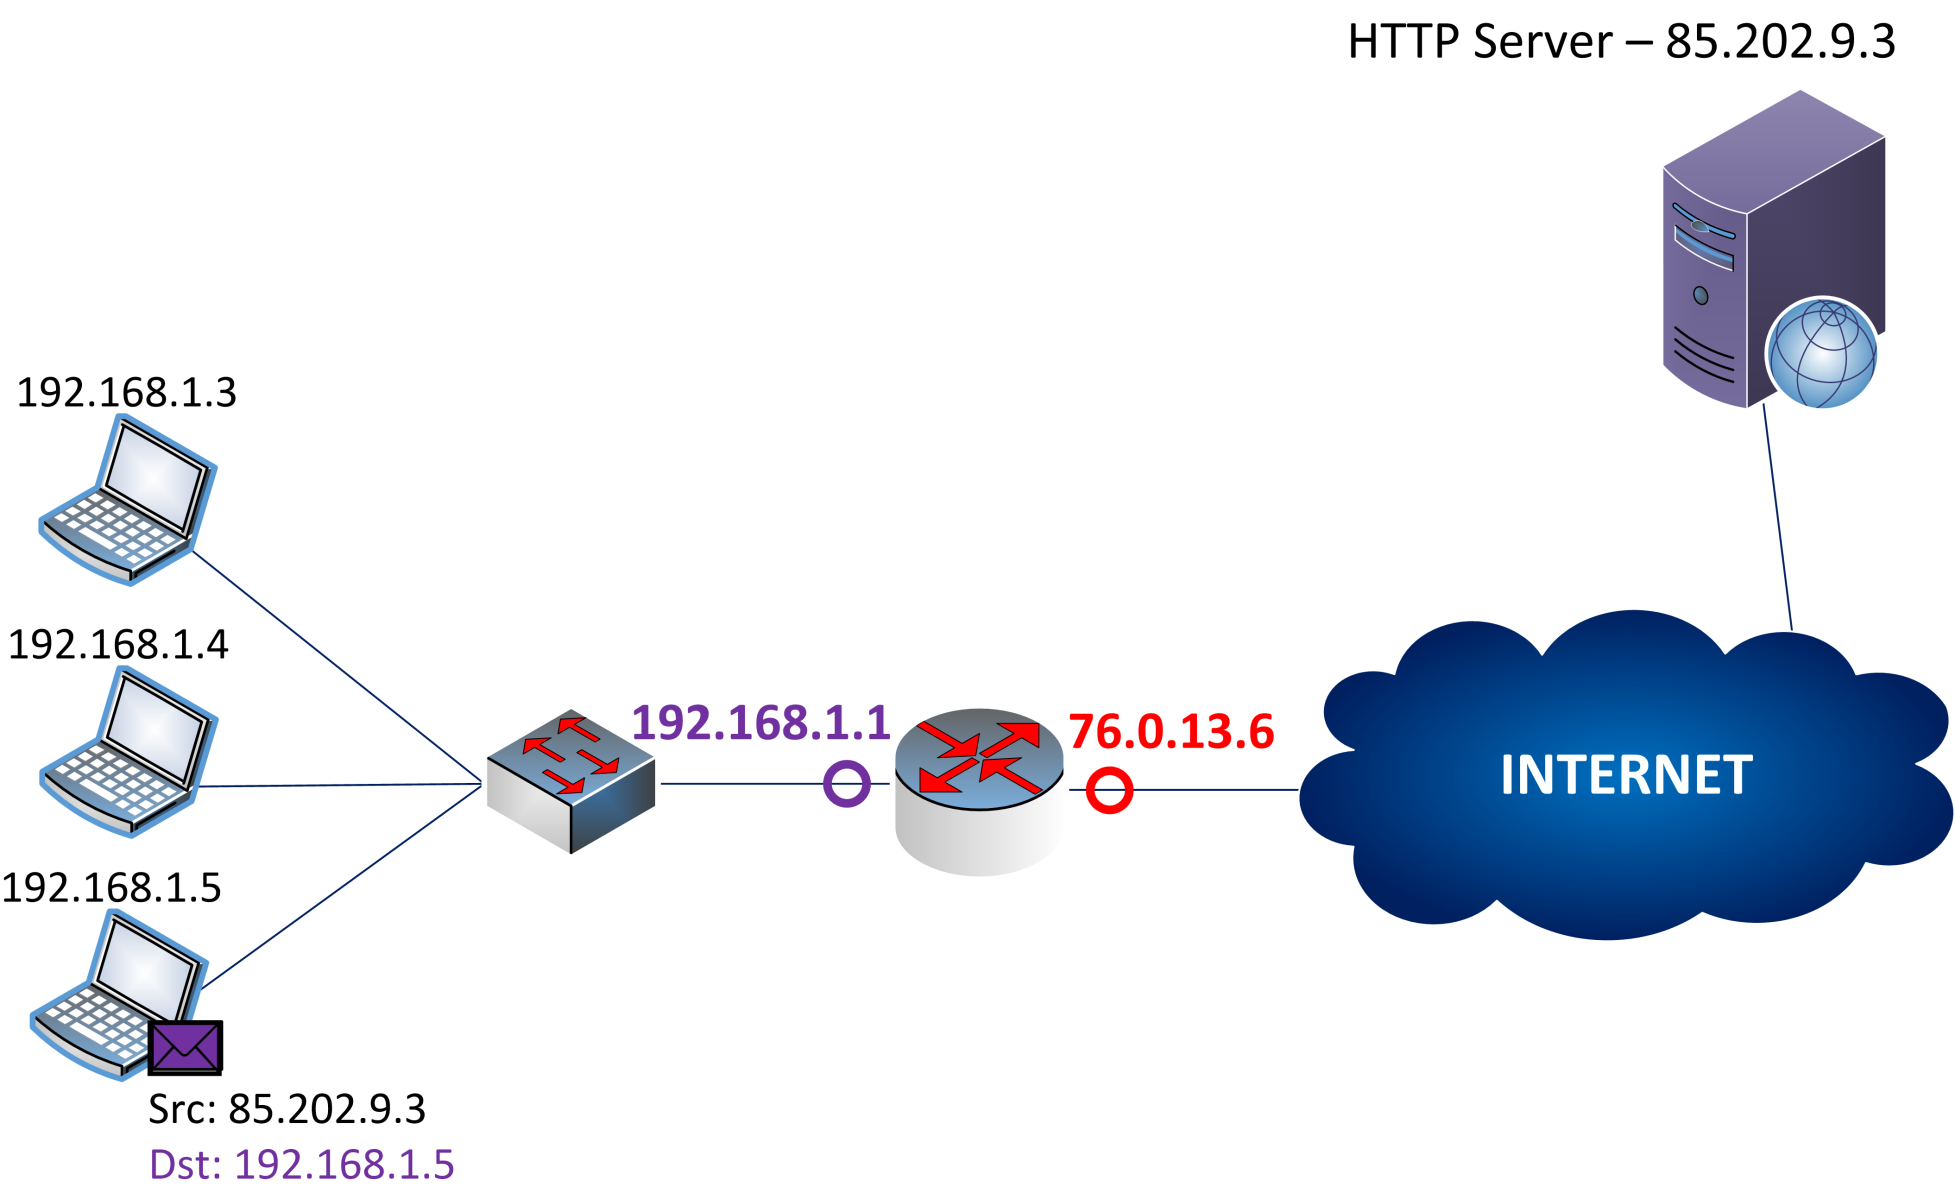 HTTP Server – 85.202.9.3
192.168.1.3
192.168.1.4
192.168.1.1
76.0.13.6
INTERNET
192.168.1.5
Src: 85.202.9.3
Dst: 192.168.1.5